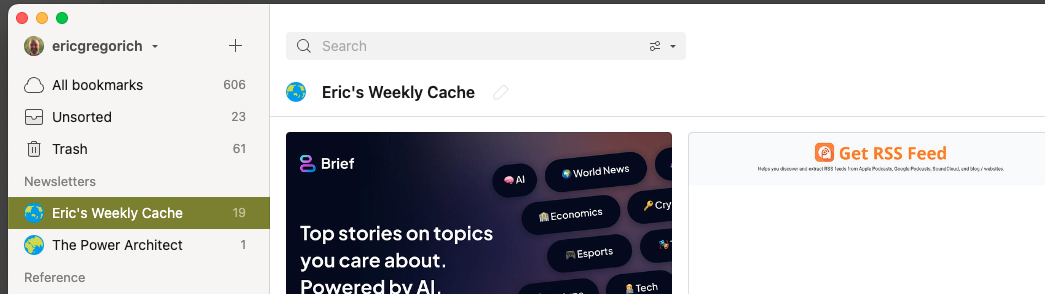 ericgregorich
Search
All bookmarks 606
Eric's Weekly Cache
Unsorted 23
Trash 61
Newsletters
Eric's Weekly Cache 19
The Power Architect 1
Reference
Brief
AI
World News
Economics
Cry
Esports
Tech
Top stories on topics
you care about.
Powered by AI.
Get RSS Feed
Helps you discover and extract RSS feeds from Apple Podcasts, Google Podcasts, SoundCloud, and blog / websites.